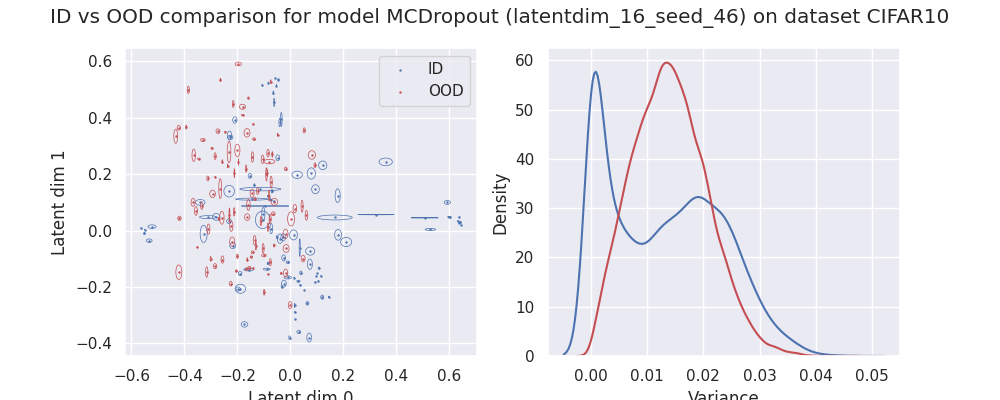 ID vs OOD comparison for model MCDropout (latentdim_16_seed_46) on dataset CIFAR10
ID
OOD
Latent dim 1
0.6
0.4
0.2
0.0
−0.2
−0.4
−0.6 −0.4 −0.2 0.0 0.2 0.4 0.6
Latent dim 0
Density
60
50
40
30
20
10
0
0.00 0.01 0.02 0.03 0.04 0.05
Variance